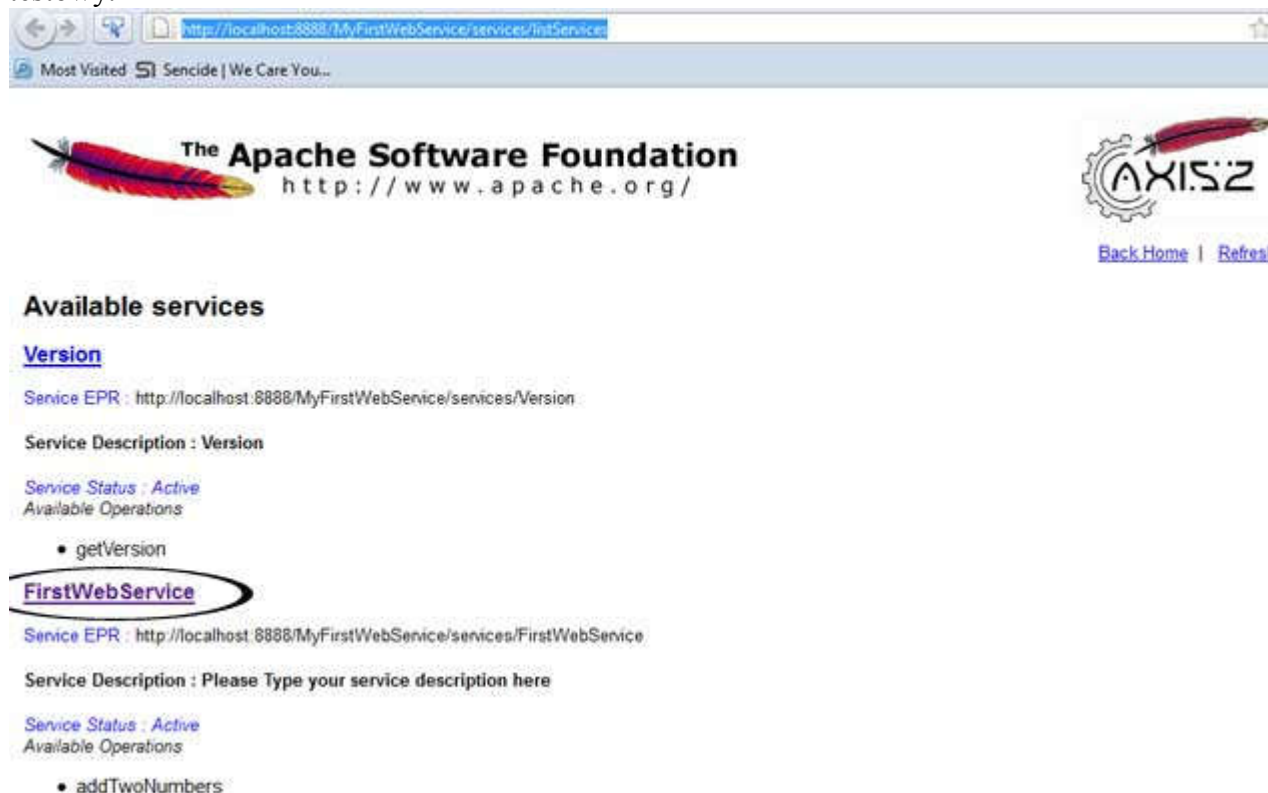 http://localhost:8888/MyFirstWebService/services/listServices
Most Visited Sencide | We Care You...
The Apache Software Foundation
http://www.apache.org/
AXIS2
Back Home | Refres
Available services
Version
Service EPR : http://localhost:8888/MyFirstWebService/services/Version
Service Description : Version
Service Status : Active
Available Operations
• getVersion
FirstWebService
Service EPR : http://localhost:8888/MyFirstWebService/services/FirstWebService
Service Description : Please Type your service description here
Service Status : Active
Available Operations
• addTwoNumbers